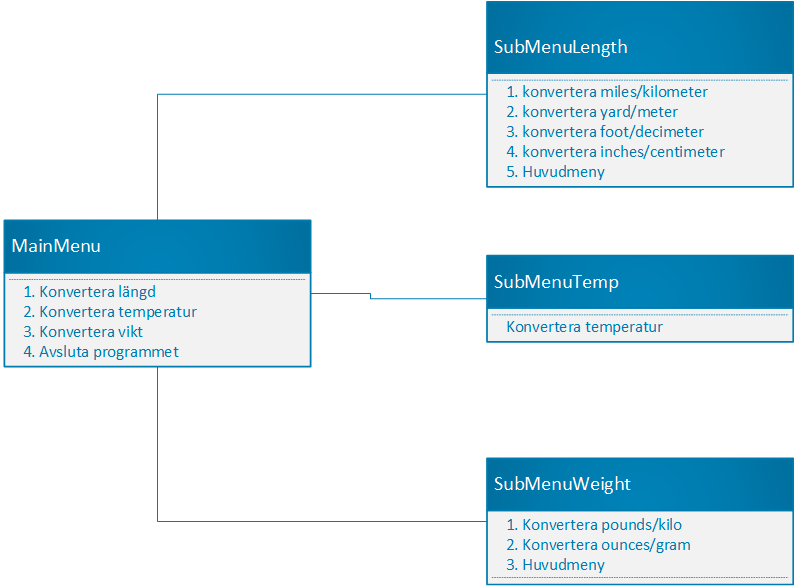 SubMenuLength
1. konvertera miles/kilometer
2. konvertera yard/meter
3. konvertera foot/decimeter
4. konvertera inches/centimeter
5. Huvudmeny
MainMenu
1. Konvertera längd
2. Konvertera temperatur
3. Konvertera vikt
4. Avsluta programmet
SubMenuTemp
Konvertera temperatur
SubMenuWeight
1. Konvertera pounds/kilo
2. Konvertera ounces/gram
3. Huvudmeny